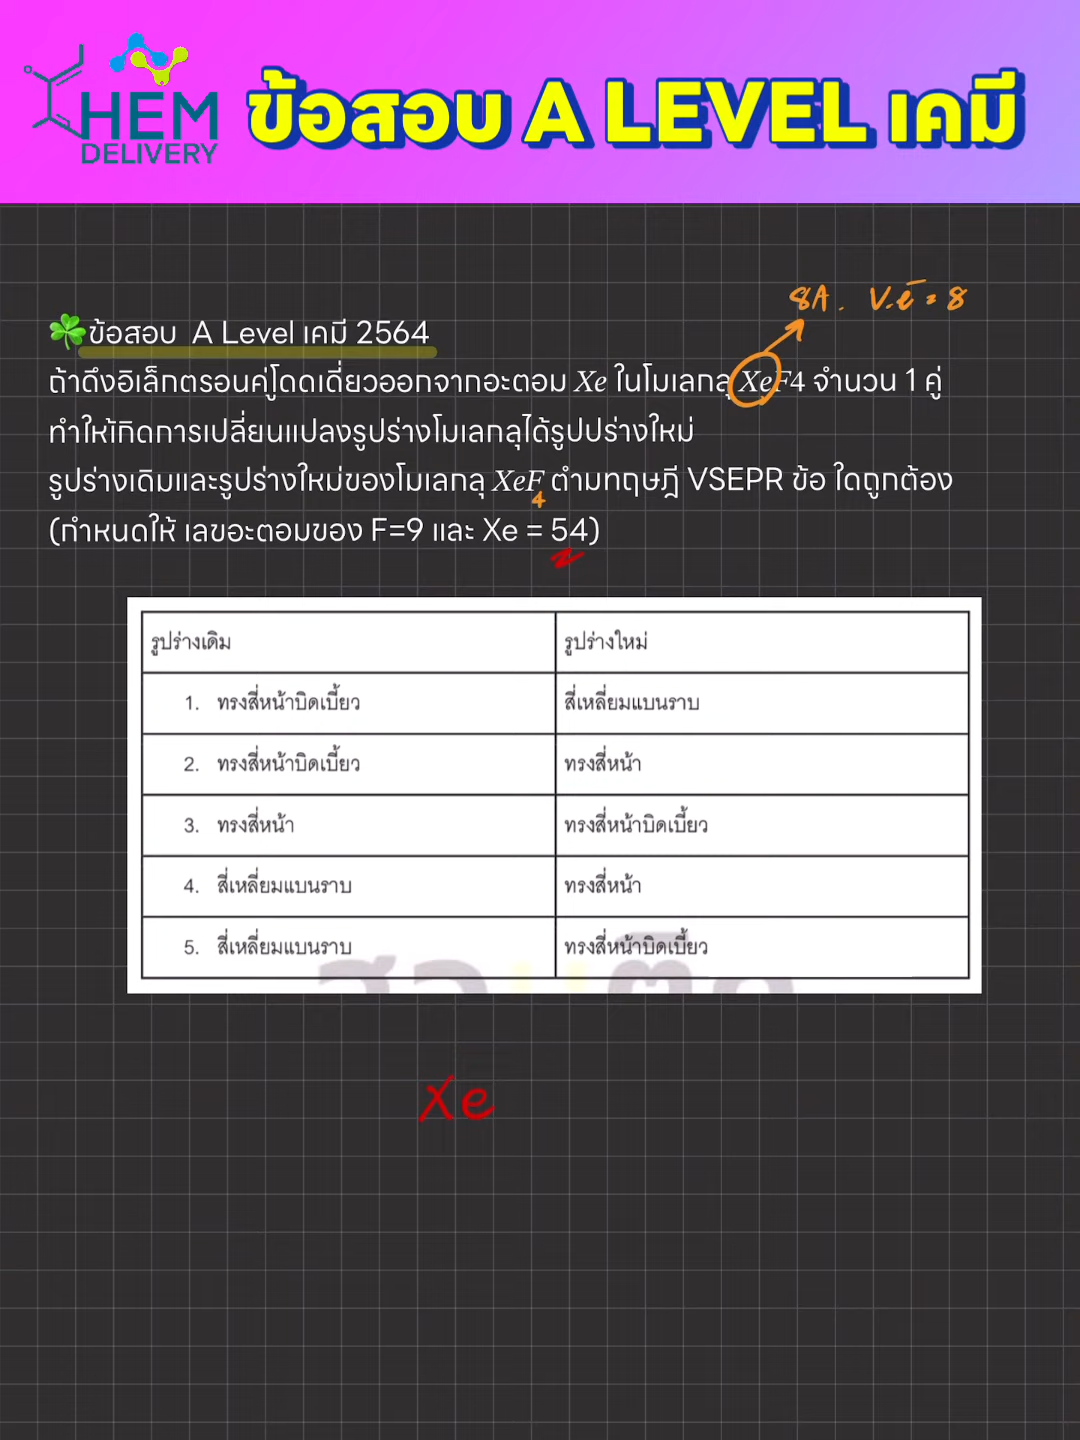 CHEM
DELIVERY
ข้อสอบ A LEVEL เคมี
8A. V.e⁻ = 8
ข้อสอบ A Level เคมี 2564
ถ้าดึงอิเล็กตรอนคู่โดดเดี่ยวออกจากอะตอม Xe ในโมเลกลุ XeF4 จำนวน 1 คู่
ทำให้เกิดการเปลี่ยนแปลงรูปร่างโมเลกลุได้รูปปร่างใหม่
รูปร่างเดิมและรูปร่างใหม่ของโมเลกลุ XeF ตำมทฤษฎี VSEPR ข้อ ใดถูกต้อง
4
(กำหนดให้ เลขอะตอมของ F=9 และ Xe = 54)
รูปร่างเดิม รูปร่างใหม่
1. ทรงสี่หน้าบิดเบี้ยว สี่เหลี่ยมแบนราบ
2. ทรงสี่หน้าบิดเบี้ยว ทรงสี่หน้า
3. ทรงสี่หน้า ทรงสี่หน้าบิดเบี้ยว
4. สี่เหลี่ยมแบนราบ ทรงสี่หน้า
5. สี่เหลี่ยมแบนราบ ทรงสี่หน้าบิดเบี้ยว
Xe